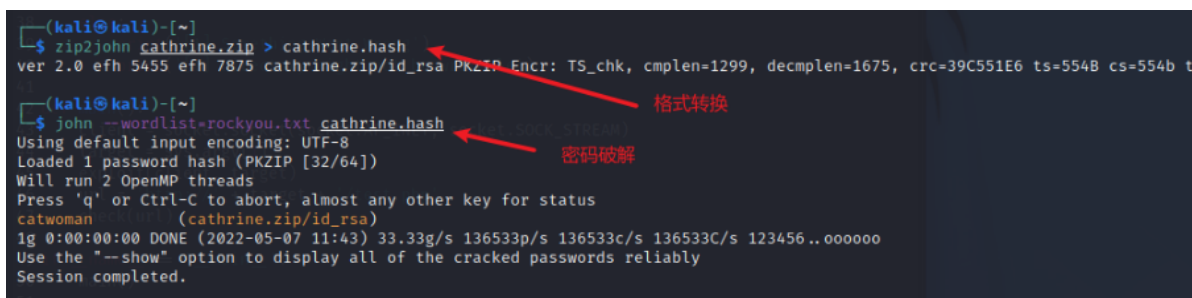 (kali㉿kali)-[~]
$ zip2john cathrine.zip > cathrine.hash
ver 2.0 efh 5455 efh 7875 cathrine.zip/id_rsa PKZIP Encr: TS_chk, cmplen=1299, decmplen=1675, crc=39C551E6 ts=554B cs=554b t
格式转换
(kali㉿kali)-[~]
$ john --wordlist=rockyou.txt cathrine.hash
密码破解
Using default input encoding: UTF-8
Loaded 1 password hash (PKZIP [32/64])
Will run 2 OpenMP threads
Press 'q' or Ctrl-C to abort, almost any other key for status
catwoman (cathrine.zip/id_rsa)
1g 0:00:00:00 DONE (2022-05-07 11:43) 33.33g/s 136533p/s 136533c/s 136533C/s 123456..oooooo
Use the "--show" option to display all of the cracked passwords reliably
Session completed.